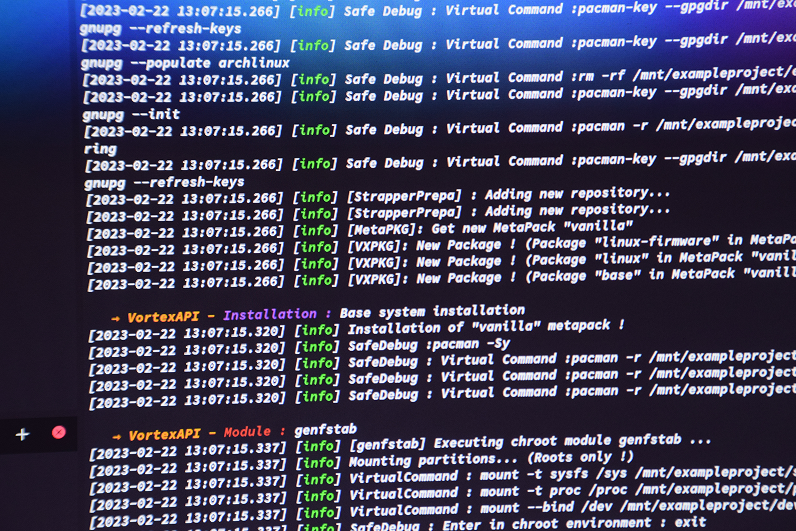 [2023-02-22 13:07:15.266] [info] Safe Debug : Virtual Command :pacman-key --gpgdir /mnt/
gnupg --refresh-keys
[2023-02-22 13:07:15.266] [info] Safe Debug : Virtual Command :pacman-key --gpgdir /mnt/exa
gnupg --populate archlinux
[2023-02-22 13:07:15.266] [info] Safe Debug : Virtual Command :rm -rf /mnt/exampleproject/
[2023-02-22 13:07:15.266] [info] Safe Debug : Virtual Command :pacman-key --gpgdir /mnt/exa
gnupg --init
[2023-02-22 13:07:15.266] [info] Safe Debug : Virtual Command :pacman -r /mnt/exampleprojec
ring
[2023-02-22 13:07:15.266] [info] Safe Debug : Virtual Command :pacman-key --gpgdir /mnt/exa
gnupg --refresh-keys
[2023-02-22 13:07:15.266] [info] [StrapperPrepa] : Adding new repository...
[2023-02-22 13:07:15.266] [info] [StrapperPrepa] : Adding new repository...
[2023-02-22 13:07:15.266] [info] [MetaPKG]: Get new MetaPack "vanilla"
[2023-02-22 13:07:15.266] [info] [VXPKG]: New Package ! (Package "linux-firmware" in MetaPa
[2023-02-22 13:07:15.266] [info] [VXPKG]: New Package ! (Package "linux" in MetaPack "vanil
[2023-02-22 13:07:15.266] [info] [VXPKG]: New Package ! (Package "base" in MetaPack "vanill
→ VortexAPI - Installation : Base system installation
[2023-02-22 13:07:15.320] [info] Installation of "vanilla" metapack !
[2023-02-22 13:07:15.320] [info] SafeDebug :pacman -Sy
[2023-02-22 13:07:15.320] [info] SafeDebug : Virtual Command :pacman -r /mnt/exampleproject
[2023-02-22 13:07:15.320] [info] SafeDebug : Virtual Command :pacman -r /mnt/exampleproject
[2023-02-22 13:07:15.320] [info] SafeDebug : Virtual Command :pacman -r /mnt/exampleproject
→ VortexAPI - Module : genfstab
[2023-02-22 13:07:15.337] [info] [genfstab] Executing chroot module genfstab ...
[2023-02-22 13:07:15.337] [info] Mounting partitions... (Roots only !)
[2023-02-22 13:07:15.337] [info] VirtualCommand : mount -t sysfs /sys /mnt/exampleproject/s
[2023-02-22 13:07:15.337] [info] VirtualCommand : mount -t proc /proc /mnt/exampleproject/p
[2023-02-22 13:07:15.337] [info] VirtualCommand : mount --bind /dev /mnt/exampleproject/dev
[2023-02-22 13:07:15.337] [info] SafeDebug : Enter in chroot environment : exit